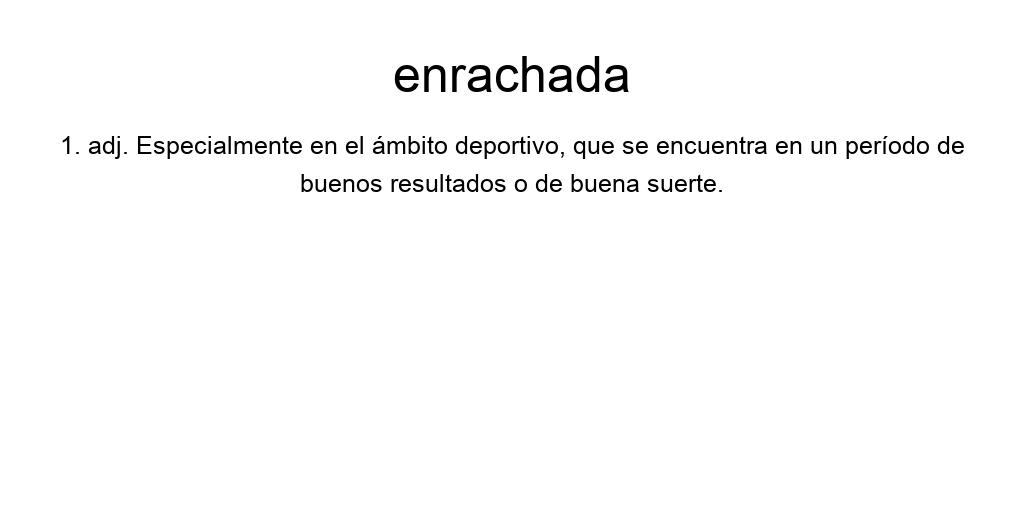 enrachada
1. adj. Especialmente en el ámbito deportivo, que se encuentra en un período de
buenos resultados o de buena suerte.